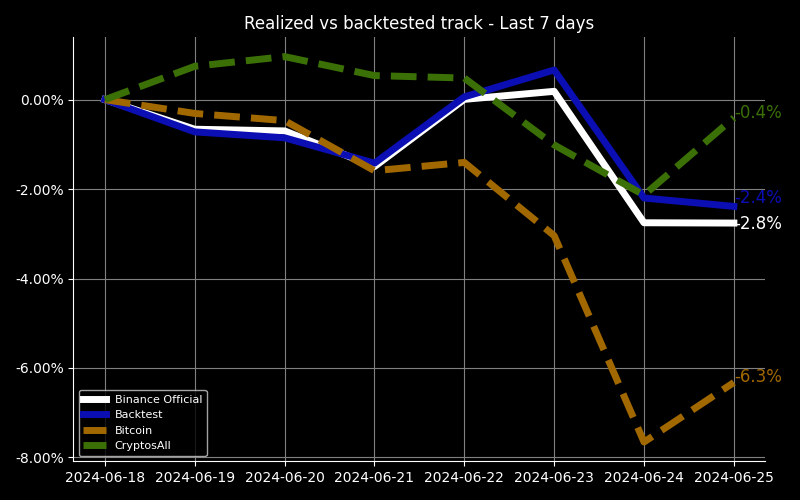 Realized vs backtested track - Last 7 days
0.00%
-2.00%
-4.00%
-6.00%
-8.00%
-0.4%
-2.4%
-2.8%
-6.3%
Binance Official
Backtest
Bitcoin
CryptosAll
2024-06-18 2024-06-19 2024-06-20 2024-06-21 2024-06-22 2024-06-23 2024-06-24 2024-06-25